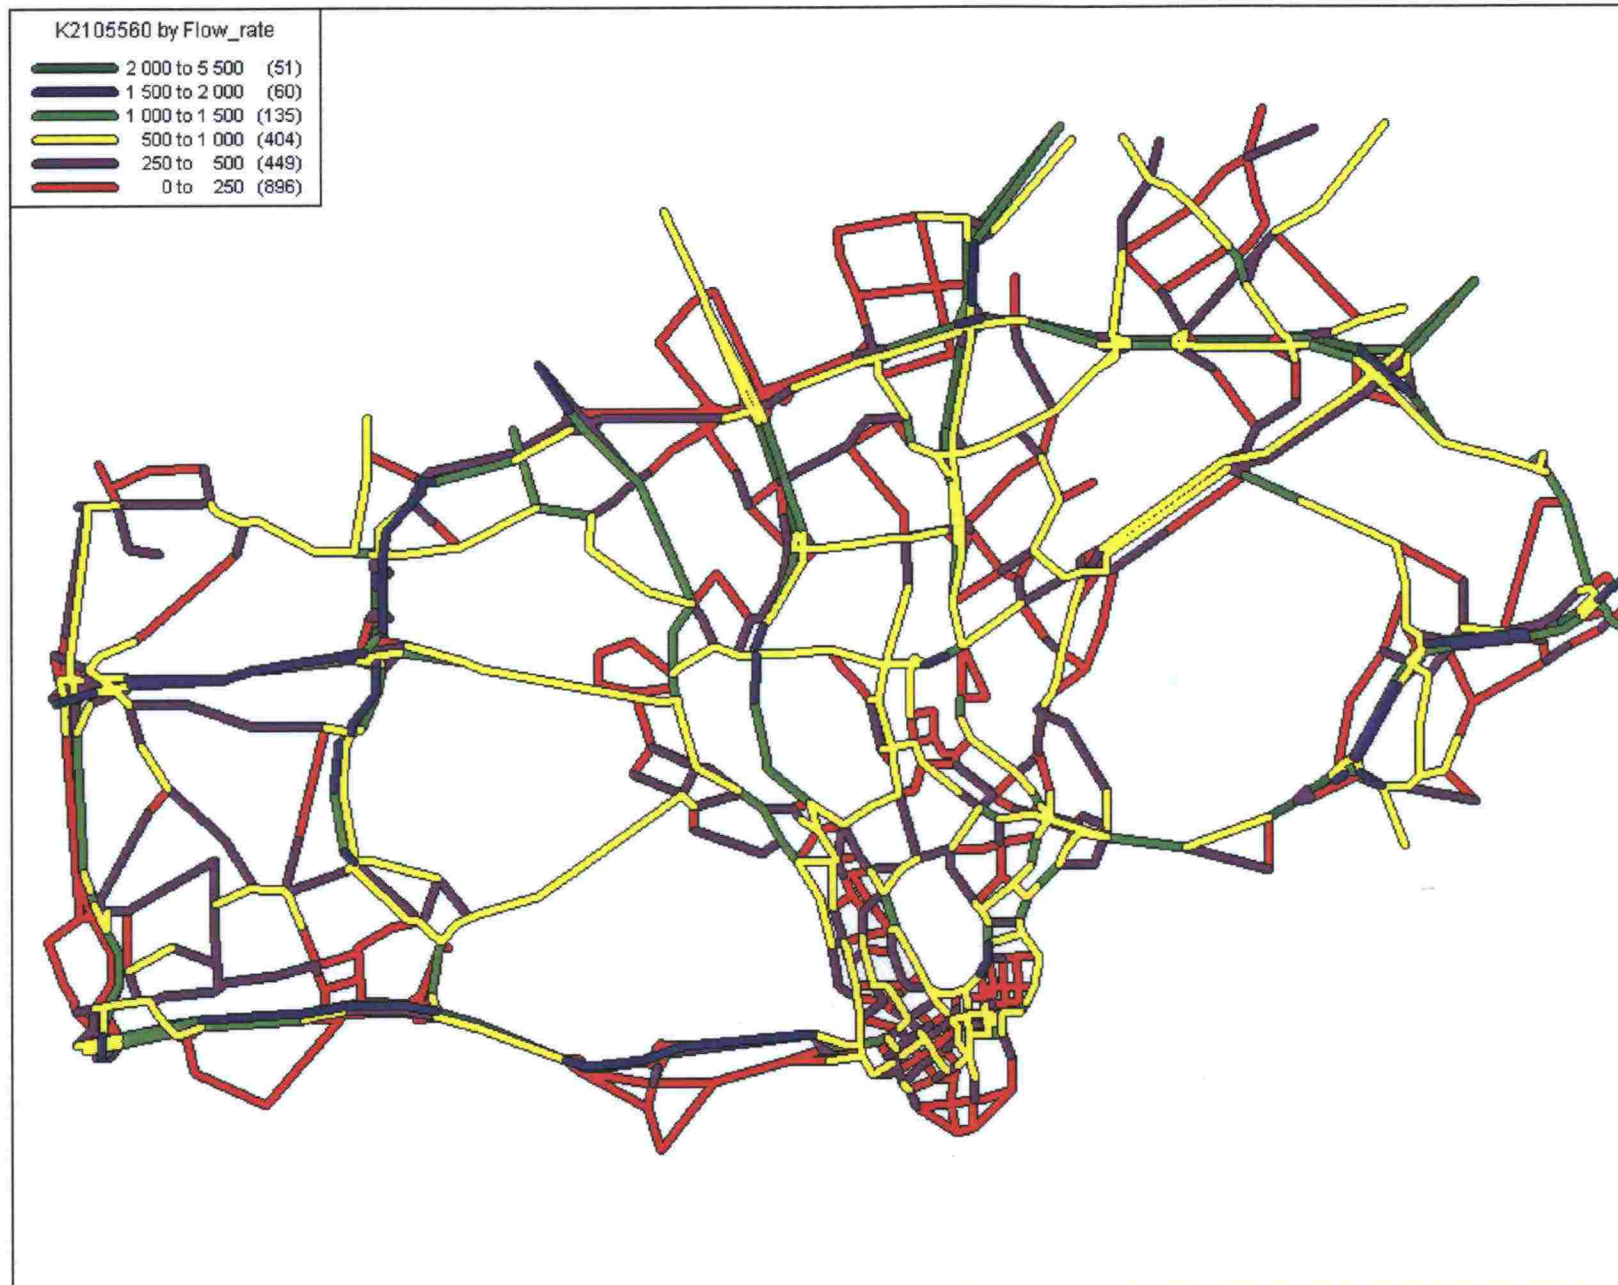 K2105560 by Flow_rate
2 000 to 5 500 (51)
1 500 to 2 000 (60)
1 000 to 1 500 (135)
500 to 1 000 (404)
250 to 500 (449)
0 to 250 (896)